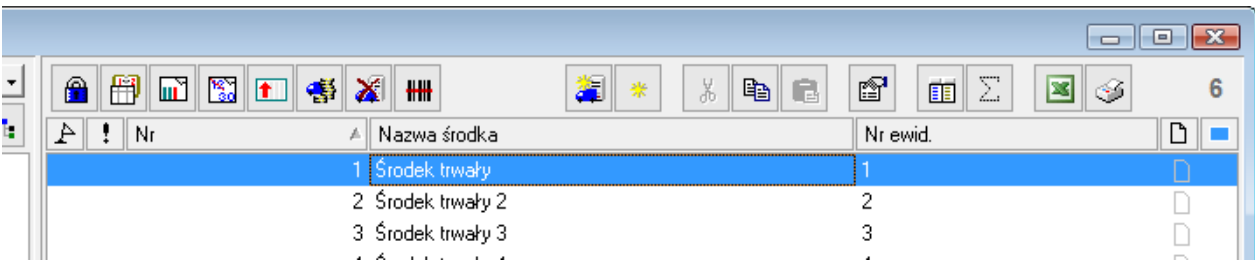 6
! Nr Nazwa środka Nr ewid.
1 Środek trwały 1
2 Środek trwały 2 2
3 Środek trwały 3 3